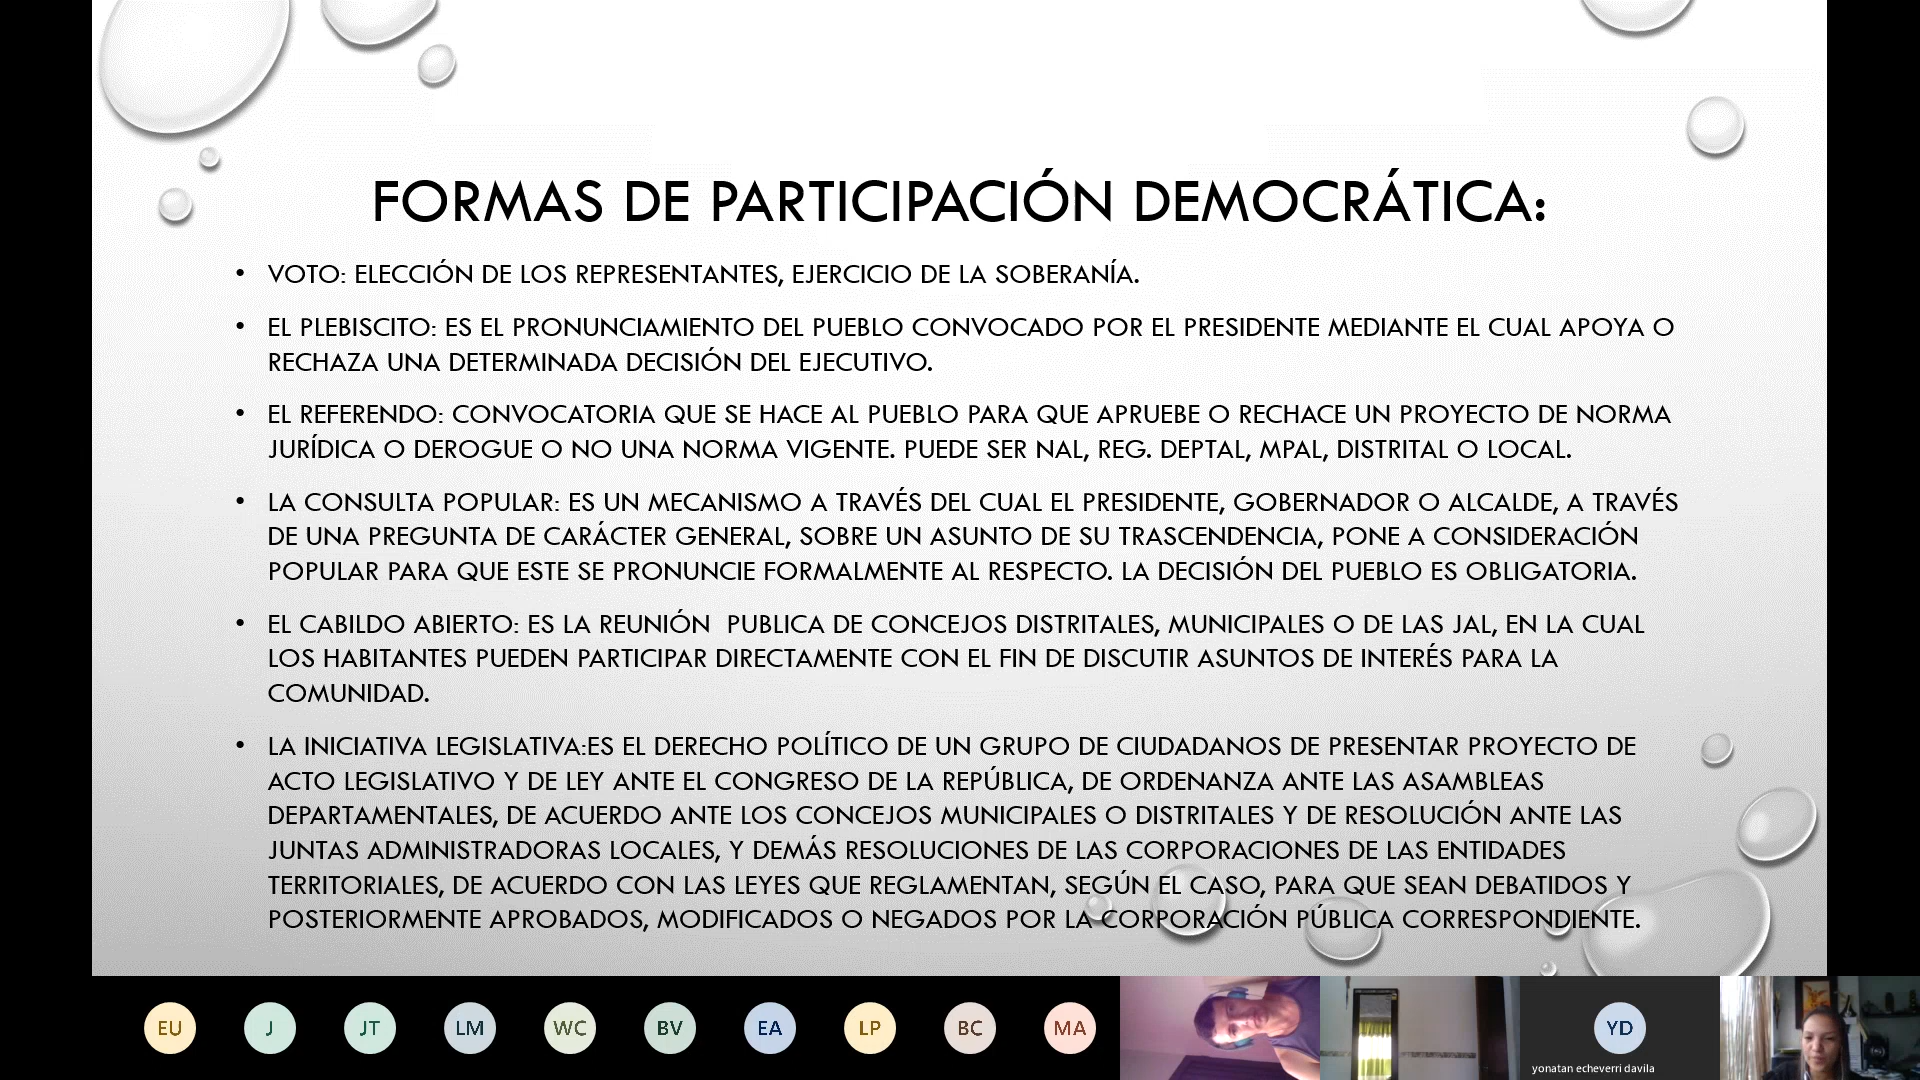 FORMAS DE PARTICIPACIÓN DEMOCRÁTICA:
• VOTO: ELECCIÓN DE LOS REPRESENTANTES, EJERCICIO DE LA SOBERANÍA.
• EL PLEBISCITO: ES EL PRONUNCIAMIENTO DEL PUEBLO CONVOCADO POR EL PRESIDENTE MEDIANTE EL CUAL APOYA O
RECHAZA UNA DETERMINADA DECISIÓN DEL EJECUTIVO.
• EL REFERENDO: CONVOCATORIA QUE SE HACE AL PUEBLO PARA QUE APRUEBE O RECHACE UN PROYECTO DE NORMA
JURÍDICA O DEROGUE O NO UNA NORMA VIGENTE. PUEDE SER NAL, REG. DEPTAL, MPAL, DISTRITAL O LOCAL.
• LA CONSULTA POPULAR: ES UN MECANISMO A TRAVÉS DEL CUAL EL PRESIDENTE, GOBERNADOR O ALCALDE, A TRAVÉS
DE UNA PREGUNTA DE CARÁCTER GENERAL, SOBRE UN ASUNTO DE SU TRASCENDENCIA, PONE A CONSIDERACIÓN
POPULAR PARA QUE ESTE SE PRONUNCIE FORMALMENTE AL RESPECTO. LA DECISIÓN DEL PUEBLO ES OBLIGATORIA.
• EL CABILDO ABIERTO: ES LA REUNIÓN  PUBLICA DE CONCEJOS DISTRITALES, MUNICIPALES O DE LAS JAL, EN LA CUAL
LOS HABITANTES PUEDEN PARTICIPAR DIRECTAMENTE CON EL FIN DE DISCUTIR ASUNTOS DE INTERÉS PARA LA
COMUNIDAD.
• LA INICIATIVA LEGISLATIVA:ES EL DERECHO POLÍTICO DE UN GRUPO DE CIUDADANOS DE PRESENTAR PROYECTO DE
ACTO LEGISLATIVO Y DE LEY ANTE EL CONGRESO DE LA REPÚBLICA, DE ORDENANZA ANTE LAS ASAMBLEAS
DEPARTAMENTALES, DE ACUERDO ANTE LOS CONCEJOS MUNICIPALES O DISTRITALES Y DE RESOLUCIÓN ANTE LAS
JUNTAS ADMINISTRADORAS LOCALES, Y DEMÁS RESOLUCIONES DE LAS CORPORACIONES DE LAS ENTIDADES
TERRITORIALES, DE ACUERDO CON LAS LEYES QUE REGLAMENTAN, SEGÚN EL CASO, PARA QUE SEAN DEBATIDOS Y
POSTERIORMENTE APROBADOS, MODIFICADOS O NEGADOS POR LA CORPORACIÓN PÚBLICA CORRESPONDIENTE.
EU J JT LM WC BV EA LP BC MA YD
yonatan echeverri davila